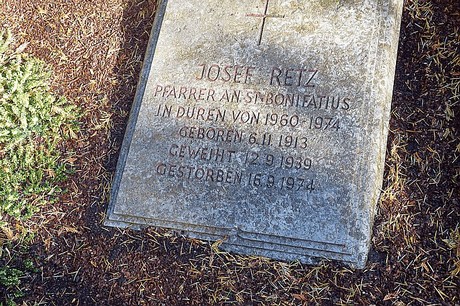 JOSEF RETZ
PFARRER AN ST. BONIFATIUS
IN DÜREN VON 1960-1974
GEBOREN 6.11.1913
GEWEIHT 12.9.1939
GESTORBEN 16.9.1974